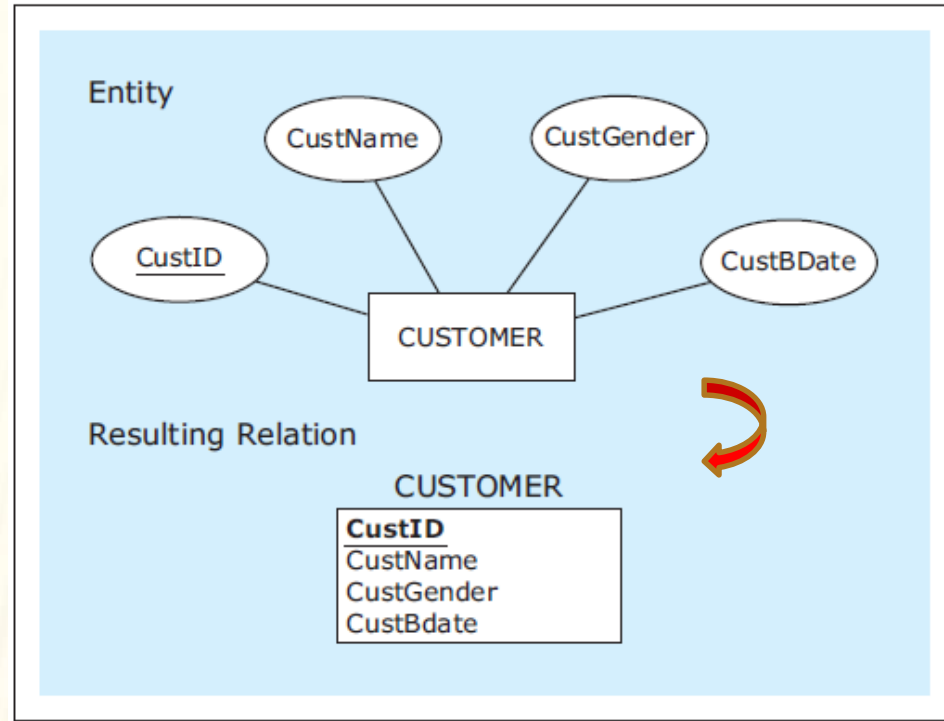 Entity
CustName
CustGender
CustID
CustBDate
CUSTOMER
Resulting Relation
CUSTOMER
CustID
CustName
CustGender
CustBdate